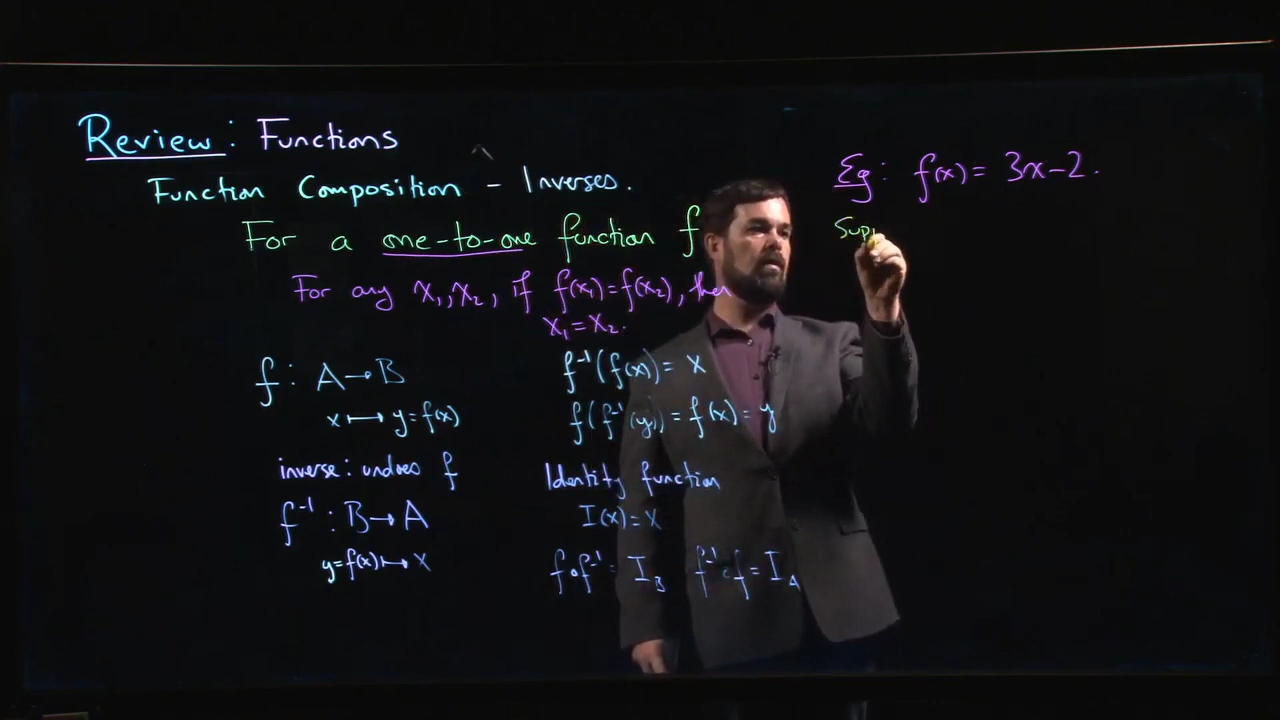 Review: Functions
Function Composition - Inverses.
For a one-to-one function f
For any x₁,x₂, if f(x₁)=f(x₂), then
x₁=x₂.
f: A→B
x⟼y=f(x)
inverse: undoes f
f⁻¹: B→A
y=f(x)⟼x
f⁻¹(f(x))=x
f(f⁻¹(y))=f(x)=y
Identity function
I(x)=x
f∘f⁻¹=I_B f⁻¹∘f=I_A
Eg: f(x)=3x-2.
Sup